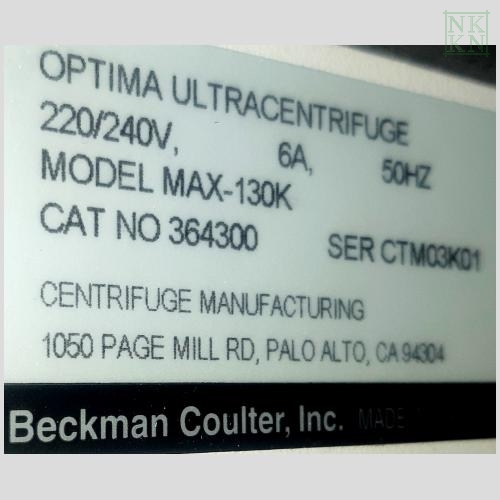 NK
KN
OPTIMA ULTRACENTRIFUGE
220/240V, 6A, 50HZ
MODEL MAX-130K
CAT NO 364300 SER CTM03K01
CENTRIFUGE MANUFACTURING
1050 PAGE MILL RD, PALO ALTO, CA 94304
Beckman Coulter, Inc. MADE